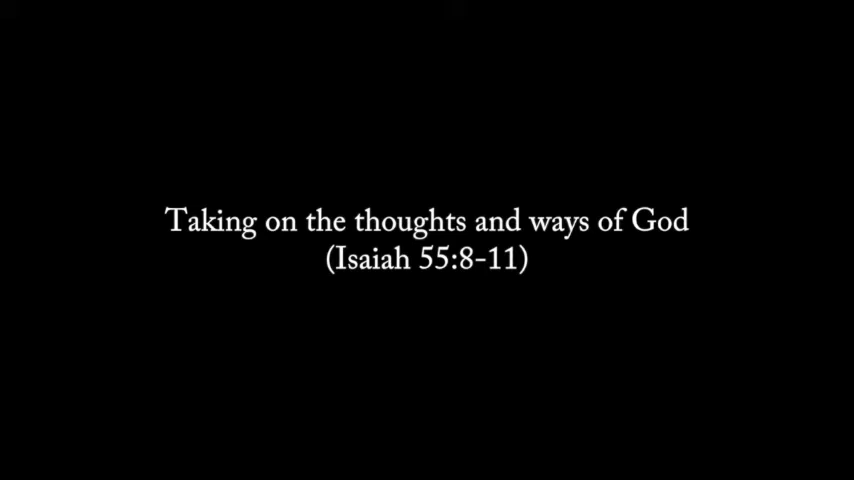 Taking on the thoughts and ways of God
(Isaiah 55:8-11)